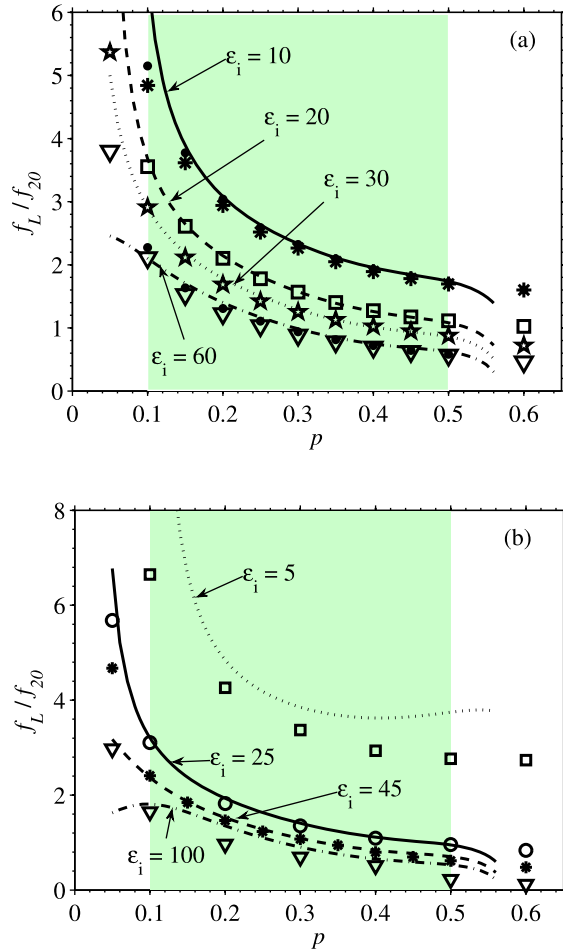 (a)
6
5
4
3
2
1
0
f_L / f_20
ε_i = 10
ε_i = 20
ε_i = 30
ε_i = 60
0 0.1 0.2 0.3 0.4 0.5 0.6
p
(b)
8
6
4
2
0
f_L / f_20
ε_i = 5
ε_i = 25
ε_i = 45
ε_i = 100
0 0.1 0.2 0.3 0.4 0.5 0.6
p